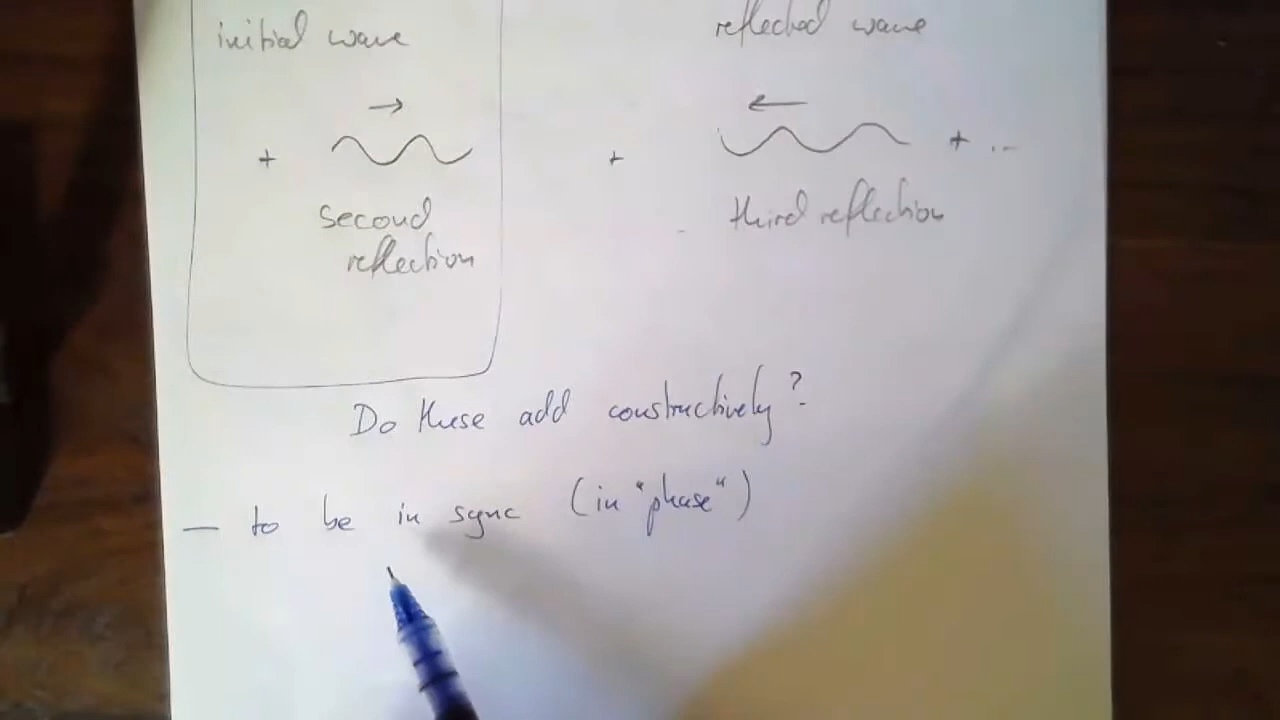 initial wave reflected wave
→ ←
+ + + ...
second third reflection
reflection
Do these add constructively?
— to be in sync (in "phase")